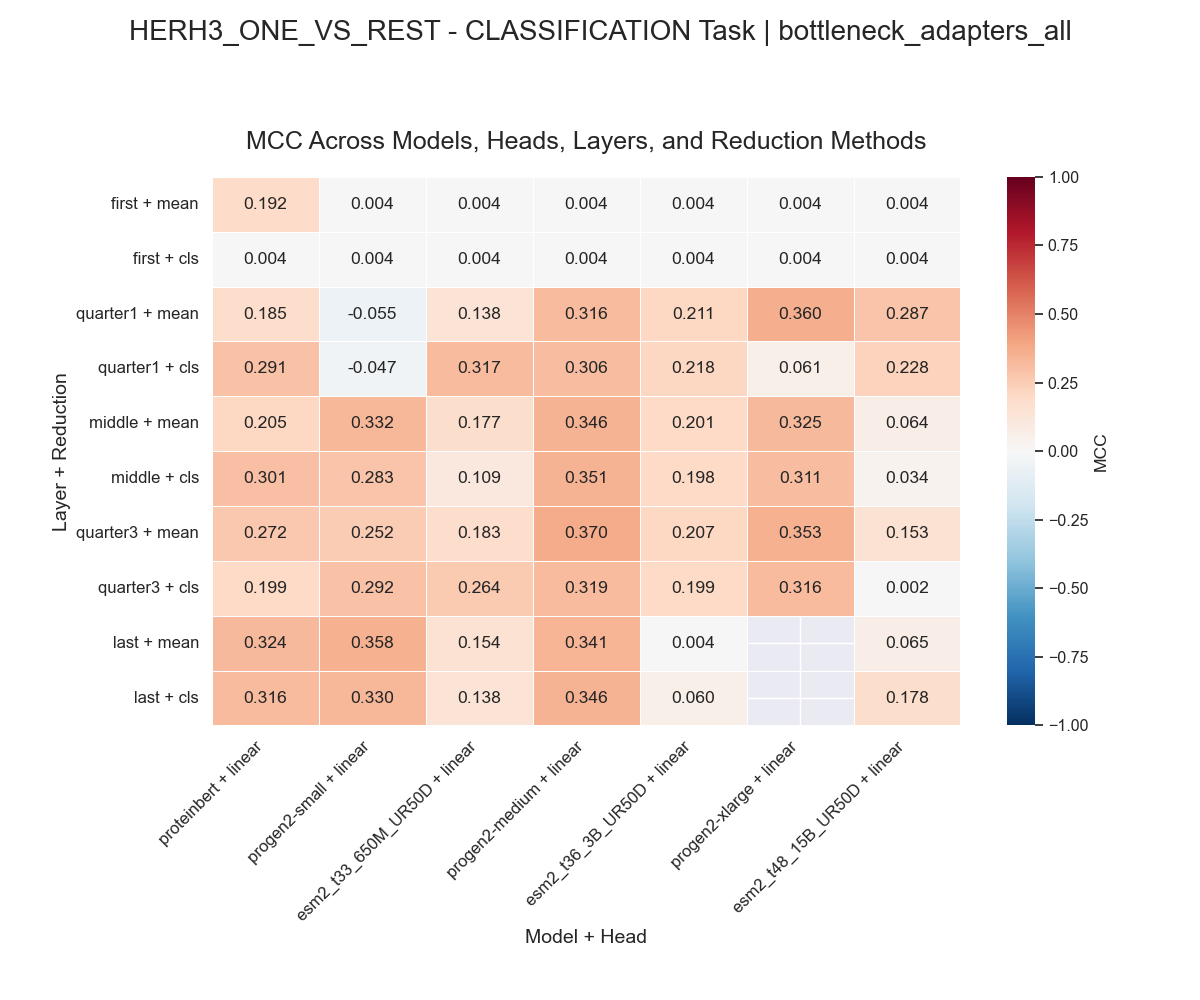 HERH3_ONE_VS_REST - CLASSIFICATION Task | bottleneck_adapters_all
MCC Across Models, Heads, Layers, and Reduction Methods
Layer + Reduction
first + mean 0.192 0.004 0.004 0.004 0.004 0.004 0.004
first + cls 0.004 0.004 0.004 0.004 0.004 0.004 0.004
quarter1 + mean 0.185 -0.055 0.138 0.316 0.211 0.360 0.287
quarter1 + cls 0.291 -0.047 0.317 0.306 0.218 0.061 0.228
middle + mean 0.205 0.332 0.177 0.346 0.201 0.325 0.064
middle + cls 0.301 0.283 0.109 0.351 0.198 0.311 0.034
quarter3 + mean 0.272 0.252 0.183 0.370 0.207 0.353 0.153
quarter3 + cls 0.199 0.292 0.264 0.319 0.199 0.316 0.002
last + mean 0.324 0.358 0.154 0.341 0.004 0.065
last + cls 0.316 0.330 0.138 0.346 0.060 0.178
proteinbert + linear
progen2-small + linear
esm2_t33_650M_UR50D + linear
progen2-medium + linear
esm2_t36_3B_UR50D + linear
progen2-xlarge + linear
esm2_t48_15B_UR50D + linear
Model + Head
1.00
0.75
0.50
0.25
0.00
−0.25
−0.50
−0.75
−1.00
MCC